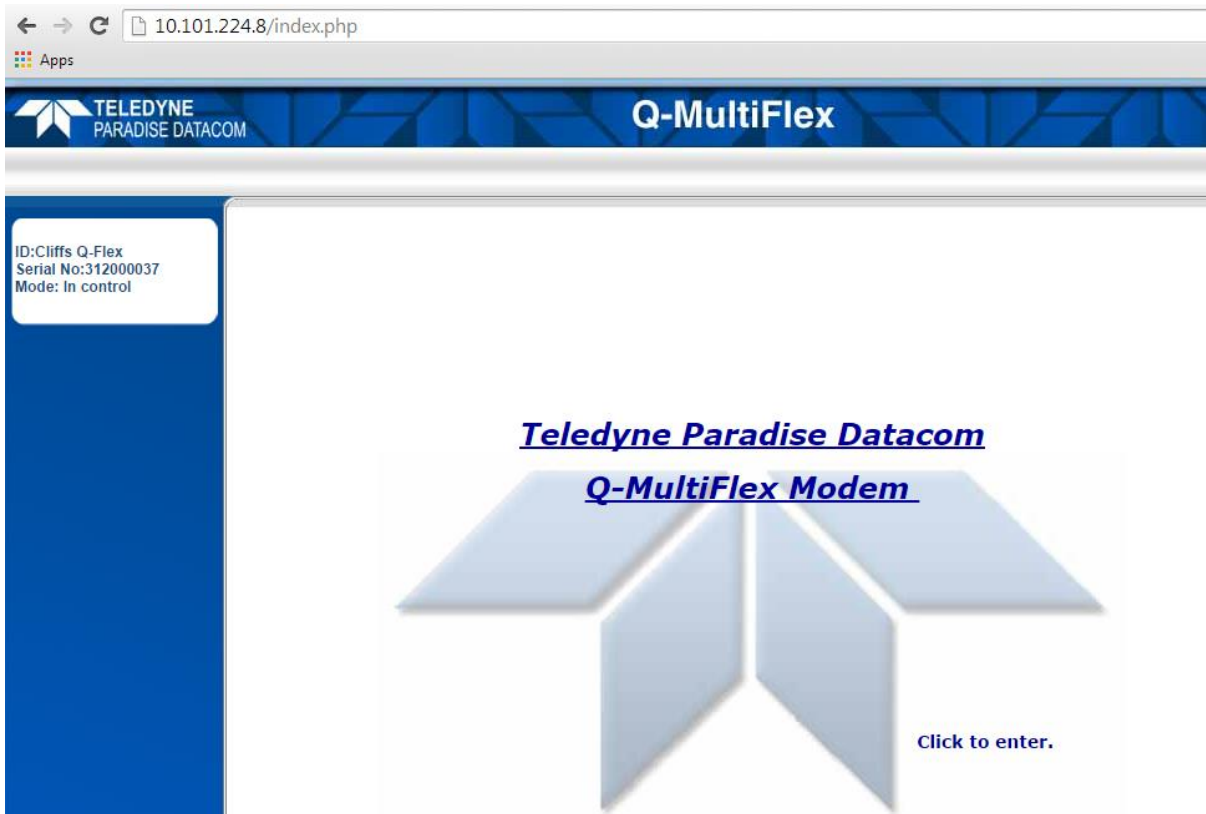 10.101.224.8/index.php
Apps
TELEDYNE
PARADISE DATACOM
Q-MultiFlex
ID:Cliffs Q-Flex
Serial No:312000037
Mode: In control
Teledyne Paradise Datacom
Q-MultiFlex Modem
Click to enter.